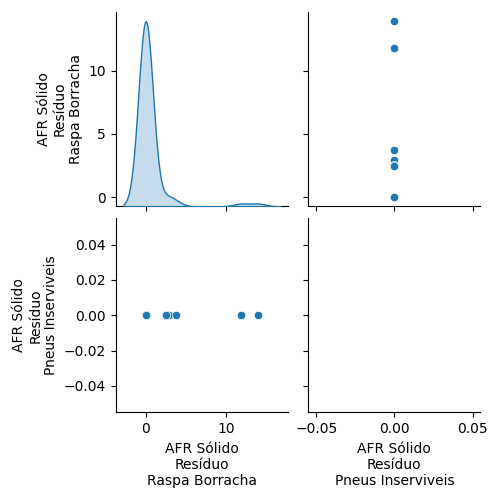 AFR Sólido
Resíduo
Raspa Borracha
10
5
0
AFR Sólido
Resíduo
Pneus Inserviveis
0.04
0.02
0.00
−0.02
−0.04
0 10
−0.05 0.00 0.05
AFR Sólido
Resíduo
Raspa Borracha
AFR Sólido
Resíduo
Pneus Inserviveis